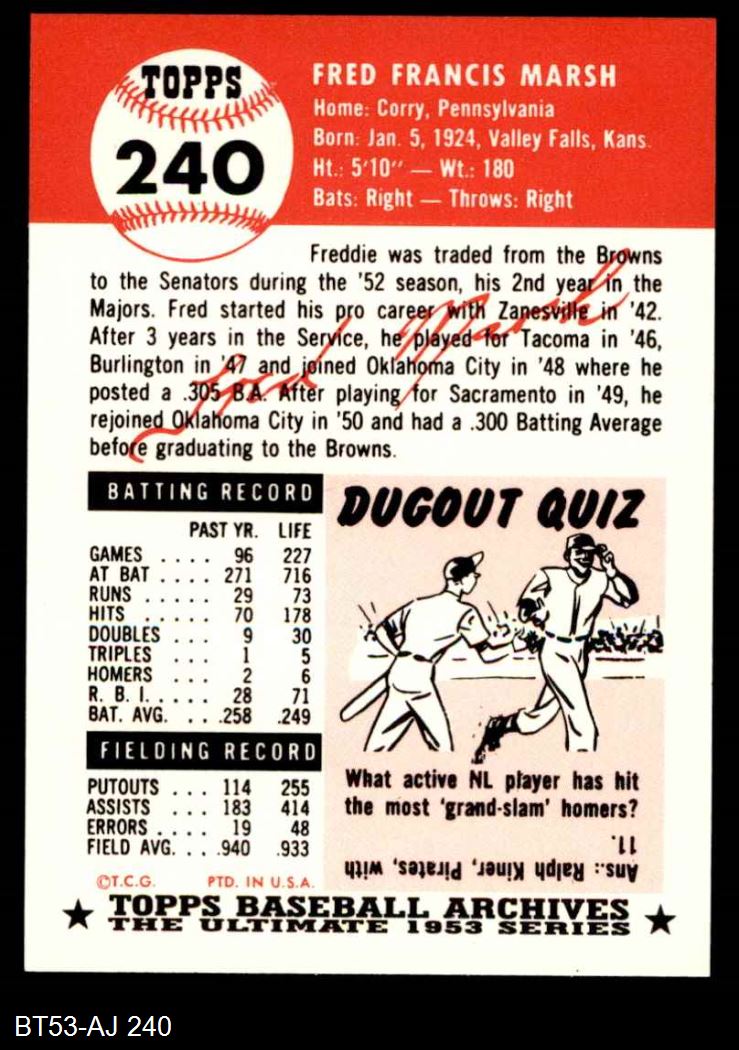 TOPPS
240
FRED FRANCIS MARSH
Home: Corry, Pennsylvania
Born: Jan. 5, 1924, Valley Falls, Kans.
Ht.: 5'10" — Wt.: 180
Bats: Right — Throws: Right
Freddie was traded from the Browns
to the Senators during the '52 season, his 2nd year in the
Majors. Fred started his pro career with Zanesville in '42.
After 3 years in the Service, he played for Tacoma in '46,
Burlington in '47 and joined Oklahoma City in '48 where he
posted a .305 B.A. After playing for Sacramento in '49, he
rejoined Oklahoma City in '50 and had a .300 Batting Average
before graduating to the Browns.
Fred Marsh
BATTING RECORD
PAST YR. LIFE
GAMES .... 96 227
AT BAT .... 271 716
RUNS ..... 29 73
HITS ...... 70 178
DOUBLES ... 9 30
TRIPLES ... 1 5
HOMERS ... 2 6
R. B. I. .... 28 71
BAT. AVG. ... .258 .249
FIELDING RECORD
PUTOUTS ... 114 255
ASSISTS ... 183 414
ERRORS .... 19 48
FIELD AVG. .. .940 .933
©T.C.G. PTD. IN U.S.A.
DUGOUT QUIZ
What active NL player has hit
the most 'grand-slam' homers?
Ans.: Ralph Kiner, Pirates, with
11.
★ TOPPS BASEBALL ARCHIVES ★
THE ULTIMATE 1953 SERIES
BT53-AJ 240